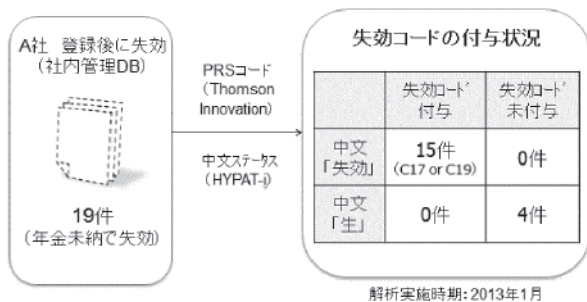 A社 登録後に失効
(社内管理DB)
19件
(年金未納で失効)
PRSコード
(Thomson
Innovation)
中文ステータス
(HYPAT-i)
失効コードの付与状況
失効コード
付与
失効コード
未付与
中文
「失効」
15件
(C17 or C19)
0件
中文
「生」
0件
4件
解析実施時期：2013年1月